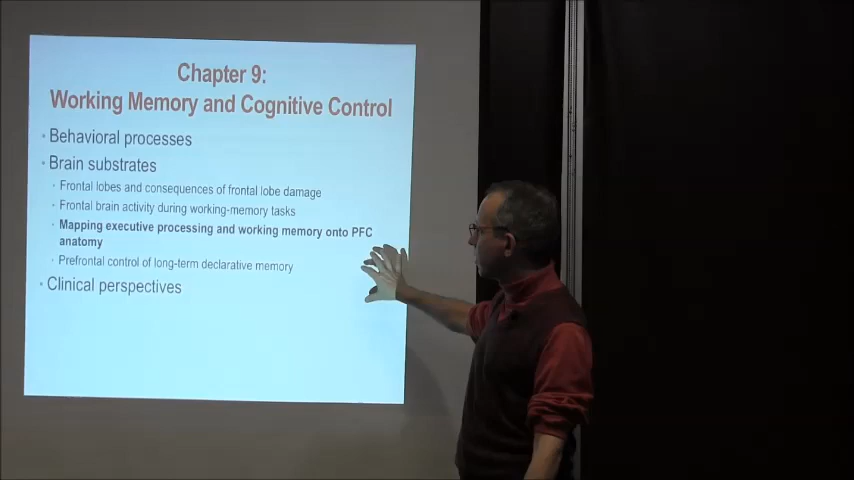 Chapter 9:
Working Memory and Cognitive Control
• Behavioral processes
• Brain substrates
• Frontal lobes and consequences of frontal lobe damage
• Frontal brain activity during working-memory tasks
• Mapping executive processing and working memory onto PFC
anatomy
• Prefrontal control of long-term declarative memory
• Clinical perspectives